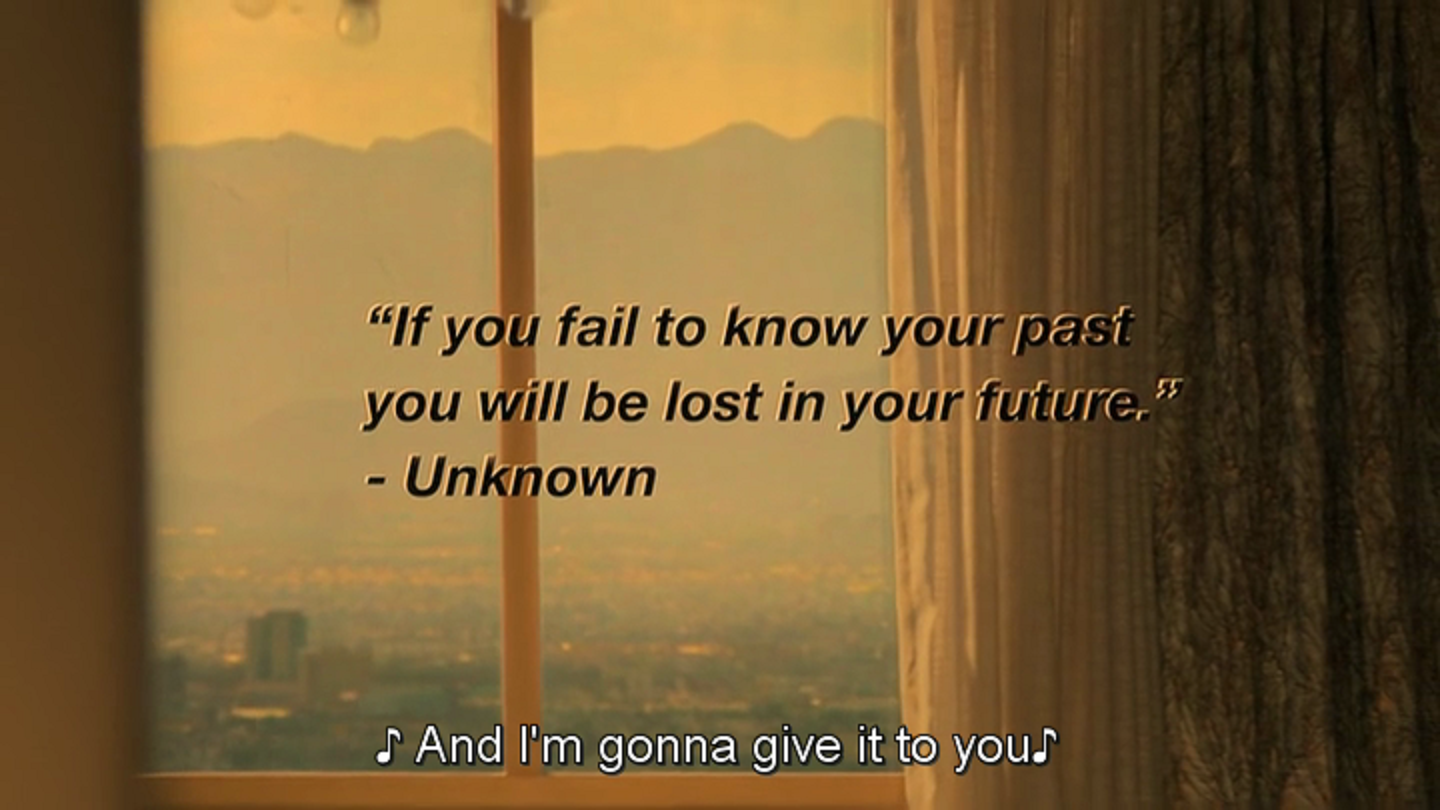 “If you fail to know your past
you will be lost in your future.”
- Unknown
♪ And I'm gonna give it to you♪